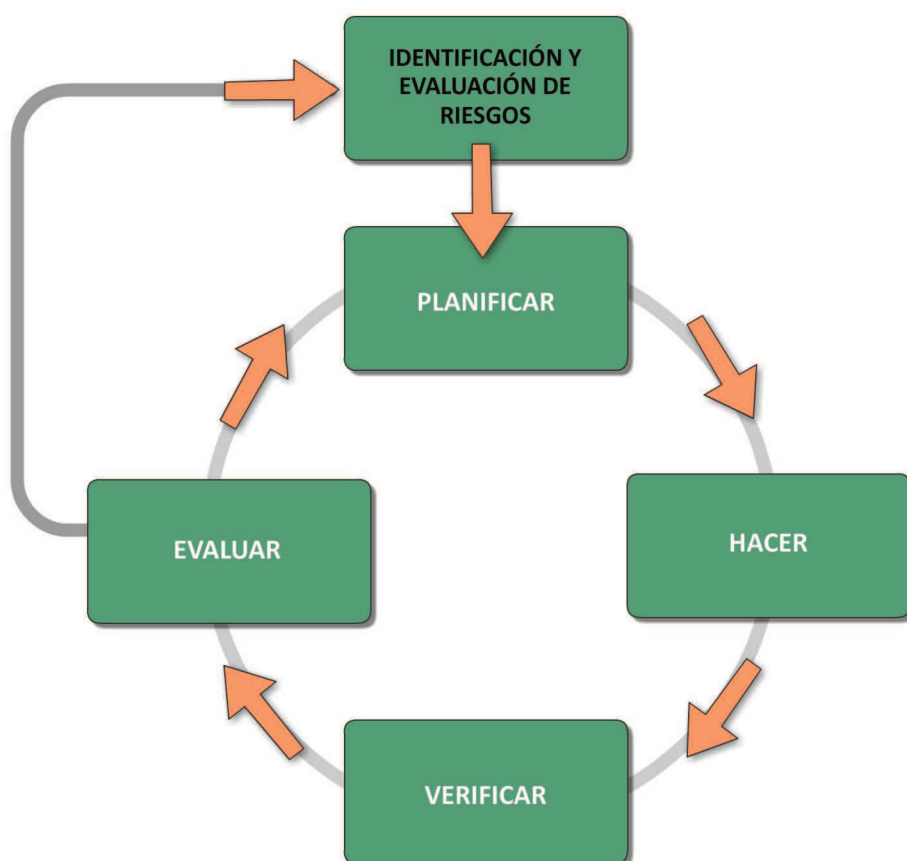 IDENTIFICACIÓN Y
EVALUACIÓN DE
RIESGOS
PLANIFICAR
EVALUAR
HACER
VERIFICAR